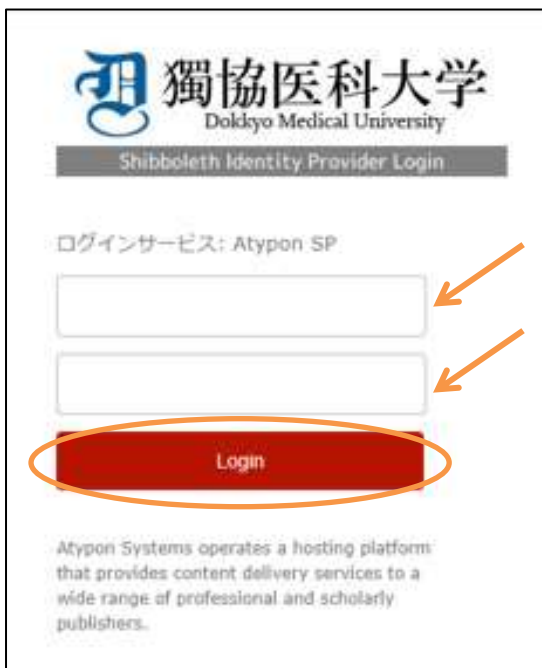 獨協医科大学
Dokkyo Medical University
Shibboleth Identity Provider Login
ログインサービス: Atypon SP
Login
Atypon Systems operates a hosting platform
that provides content delivery services to a
wide range of professional and scholarly
publishers.